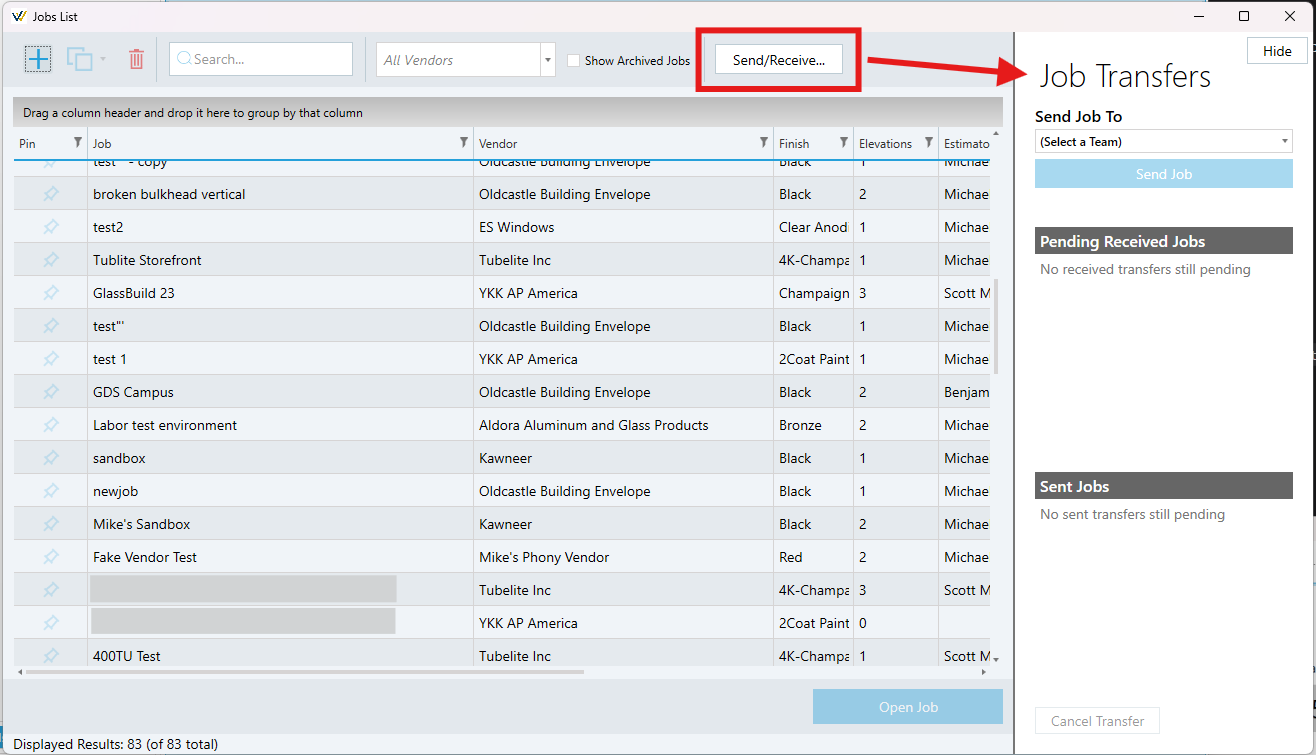 Jobs List
Search...
All Vendors
Show Archived Jobs
Send/Receive...
Hide
Job Transfers
Send Job To
(Select a Team)
Send Job
Pending Received Jobs
No received transfers still pending
Sent Jobs
No sent transfers still pending
Cancel Transfer
Drag a column header and drop it here to group by that column
Pin Job Vendor Finish Elevations Estimato
test - copy Oldcastle Building Envelope Black 1 Michae
broken bulkhead vertical Oldcastle Building Envelope Black 2 Michae
test2 ES Windows Clear Anodi 1 Michae
Tublite Storefront Tubelite Inc 4K-Champa 1 Michae
GlassBuild 23 YKK AP America Champaign 3 Scott M
test"' Oldcastle Building Envelope Black 1 Michae
test 1 YKK AP America 2Coat Paint 1 Michae
GDS Campus Oldcastle Building Envelope Black 2 Benjam
Labor test environment Aldora Aluminum and Glass Products Bronze 2 Michae
sandbox Kawneer Black 1 Michae
newjob Oldcastle Building Envelope Black 1 Michae
Mike's Sandbox Kawneer Black 2 Michae
Fake Vendor Test Mike's Phony Vendor Red 2 Michae
Tubelite Inc 4K-Champa 3 Scott M
YKK AP America 2Coat Paint 0
400TU Test Tubelite Inc 4K-Champa 1 Scott M
Open Job
Displayed Results: 83 (of 83 total)